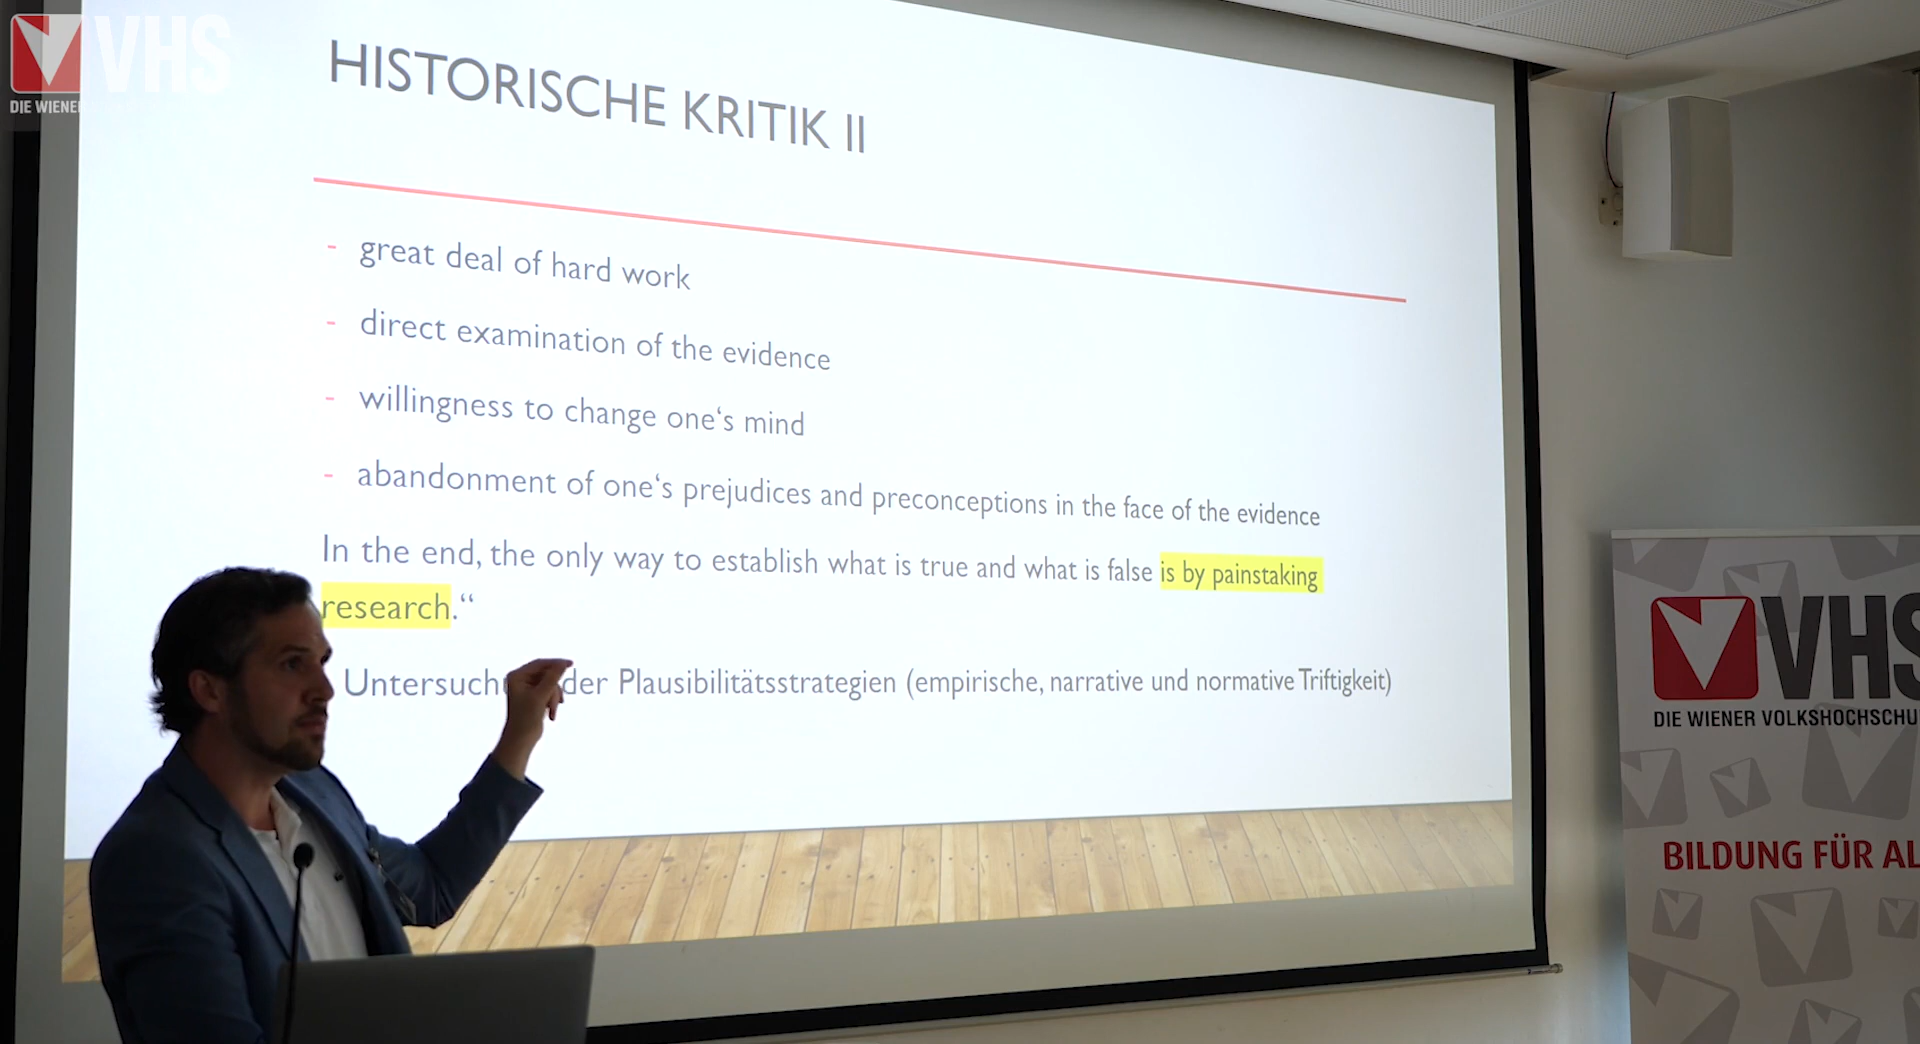 VHS
DIE WIENER
HISTORISCHE KRITIK II
- great deal of hard work
- direct examination of the evidence
- willingness to change one‘s mind
- abandonment of one‘s prejudices and preconceptions in the face of the evidence
In the end, the only way to establish what is true and what is false is by painstaking
research.“
Untersuch der Plausibilitätsstrategien (empirische, narrative und normative Triftigkeit)
VHS
DIE WIENER VOLKSHOCHSCHU
BILDUNG FÜR AL